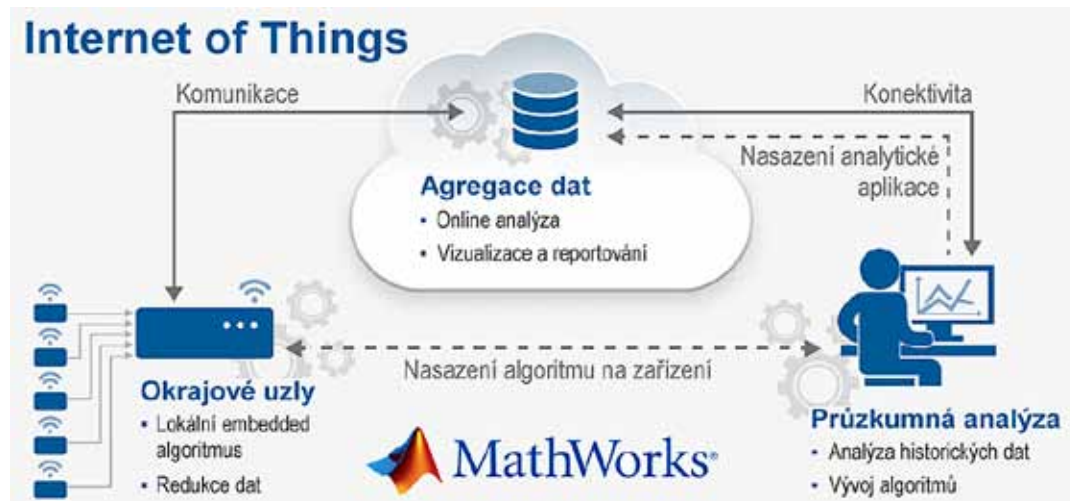 Internet of Things
Komunikace
Konektivita
Nasazení analytické
aplikace
Agregace dat
• Online analýza
• Vizualizace a reportování
Nasazení algoritmu na zařízení
Okrajové uzly
• Lokální embedded
algoritmus
• Redukce dat
MathWorks®
Průzkumná analýza
• Analýza historických dat
• Vývoj algoritmů